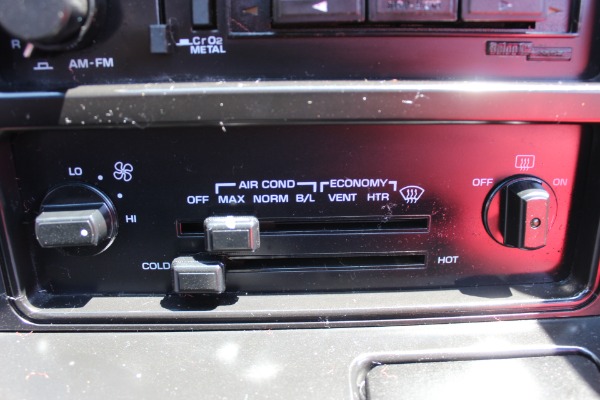 R
CrO2
METAL
AM-FM
LO
HI
AIR COND ECONOMY
OFF MAX NORM B/L VENT HTR
COLD HOT
OFF ON